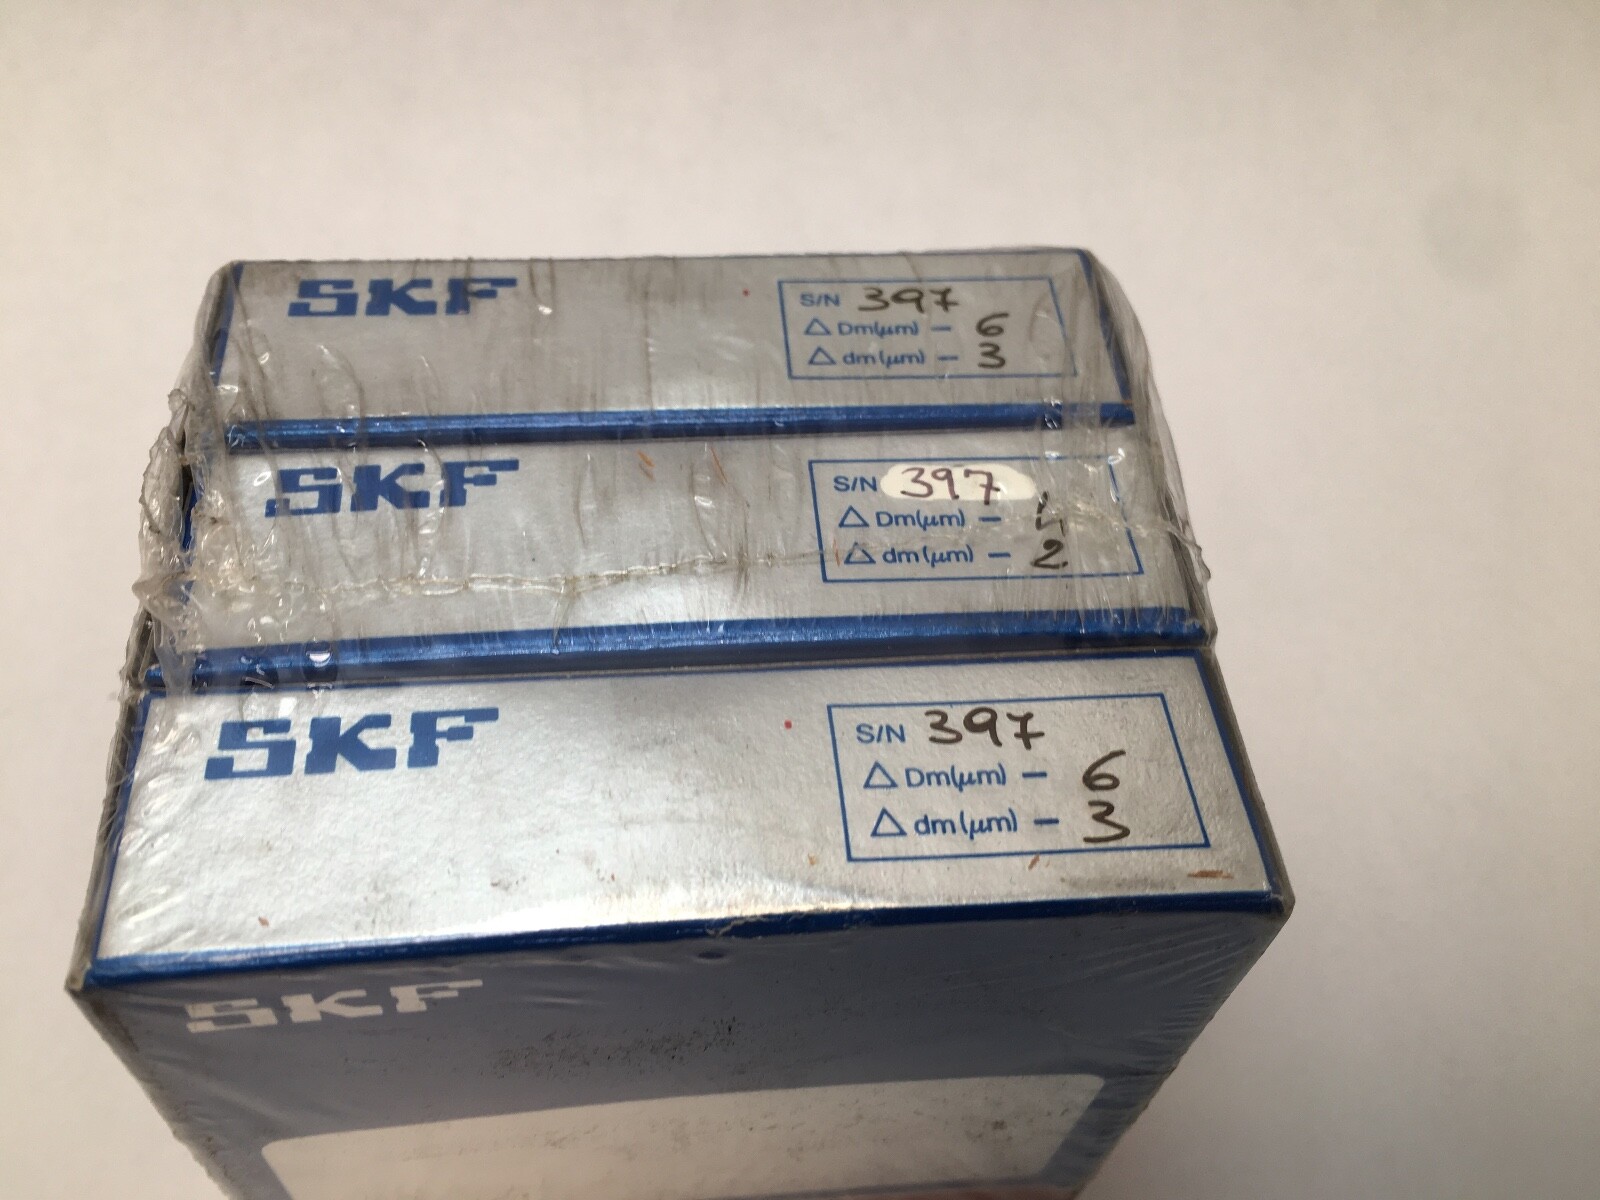 SKF
S/N 397
△ Dm(μm) — 6
△ dm(μm) — 3
SKF
S/N 397
△ Dm(μm) —
△ dm(μm) — 2
SKF
S/N 397
△ Dm(μm) — 6
△ dm(μm) — 3
SKF